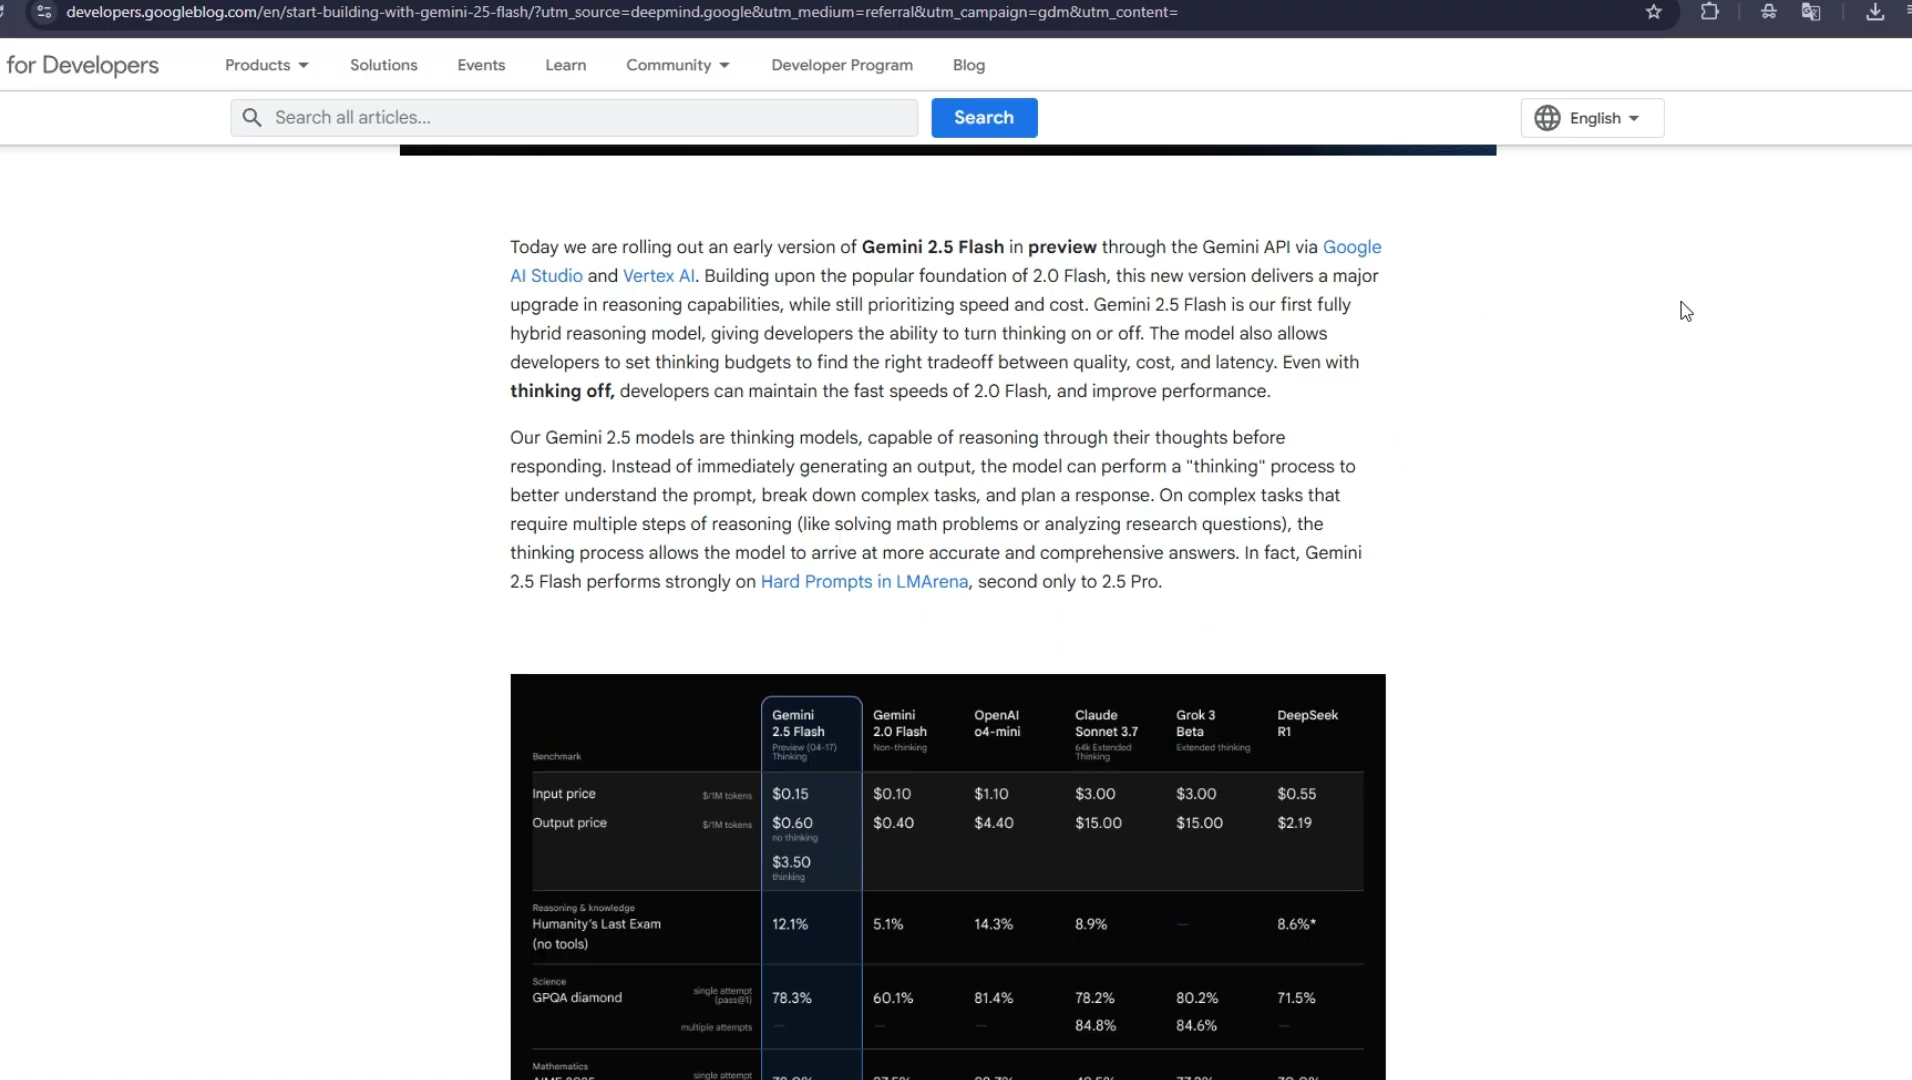 developers.googleblog.com/en/start-building-with-gemini-25-flash/?utm_source=deepmind.google&utm_medium=referral&utm_campaign=gdm&utm_content=
for Developers Products Solutions Events Learn Community Developer Program Blog
Search all articles... Search English
Today we are rolling out an early version of Gemini 2.5 Flash in preview through the Gemini API via Google
AI Studio and Vertex AI. Building upon the popular foundation of 2.0 Flash, this new version delivers a major
upgrade in reasoning capabilities, while still prioritizing speed and cost. Gemini 2.5 Flash is our first fully
hybrid reasoning model, giving developers the ability to turn thinking on or off. The model also allows
developers to set thinking budgets to find the right tradeoff between quality, cost, and latency. Even with
thinking off, developers can maintain the fast speeds of 2.0 Flash, and improve performance.
Our Gemini 2.5 models are thinking models, capable of reasoning through their thoughts before
responding. Instead of immediately generating an output, the model can perform a "thinking" process to
better understand the prompt, break down complex tasks, and plan a response. On complex tasks that
require multiple steps of reasoning (like solving math problems or analyzing research questions), the
thinking process allows the model to arrive at more accurate and comprehensive answers. In fact, Gemini
2.5 Flash performs strongly on Hard Prompts in LMArena, second only to 2.5 Pro.
Gemini Gemini OpenAI Claude Grok 3 DeepSeek
2.5 Flash 2.0 Flash o4-mini Sonnet 3.7 Beta R1
Preview (04-17) Non-thinking 64k Extended Extended thinking
Benchmark Thinking Thinking
Input price $/1M tokens $0.15 $0.10 $1.10 $3.00 $3.00 $0.55
Output price $/1M tokens $0.60 $0.40 $4.40 $15.00 $15.00 $2.19
no thinking
$3.50
thinking
Reasoning & knowledge
Humanity's Last Exam 12.1% 5.1% 14.3% 8.9% — 8.6%*
(no tools)
Science
GPQA diamond single attempt (pass@1) 78.3% 60.1% 81.4% 78.2% 80.2% 71.5%
multiple attempts — — — 84.8% 84.6% —
Mathematics
single attempt